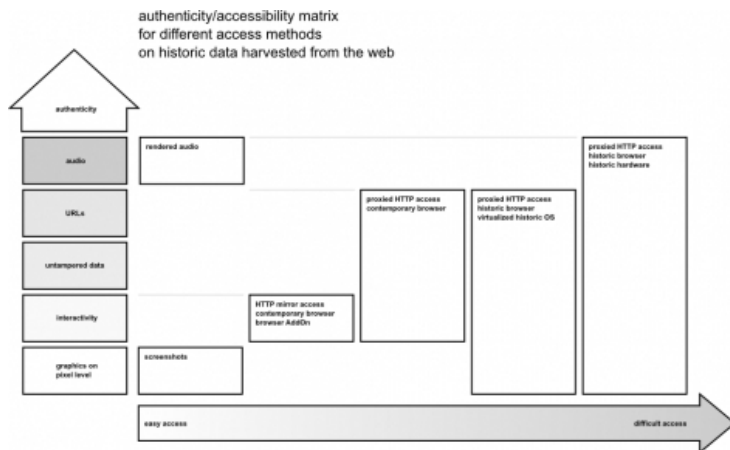 authenticity/accessibility matrix
for different access methods
on historic data harvested from the web
authenticity
audio
rendered audio
proxied HTTP access
historic browser
historic hardware
URLs
proxied HTTP access
contemporary browser
proxied HTTP access
historic browser
virtualized historic OS
untampered data
interactivity
HTTP mirror access
contemporary browser
browser AddOn
graphics on
pixel level
screenshots
easy access
difficult access